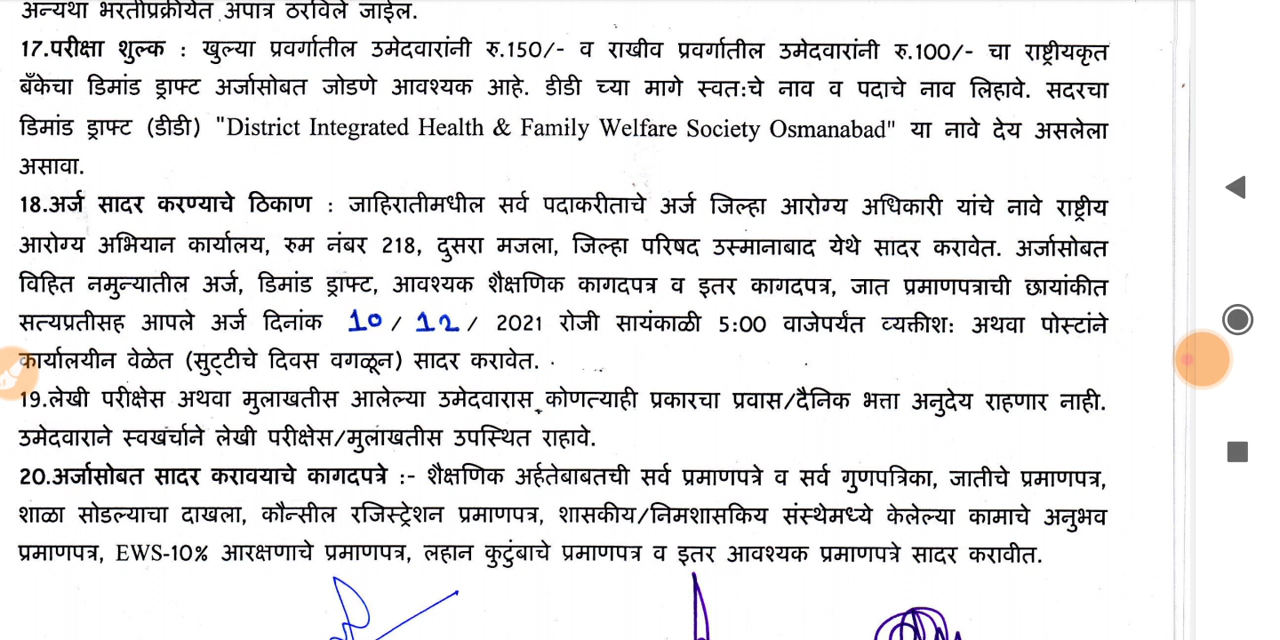 अन्यथा भरतीप्रक्रीयेत अपात्र ठरविले जाईल.
17.परीक्षा शुल्क : खुल्या प्रवर्गातील उमेदवारांनी रु.150/- व राखीव प्रवर्गातील उमेदवारांनी रु.100/- चा राष्ट्रीयकृत
बँकेचा डिमांड ड्राफ्ट अर्जासोबत जोडणे आवश्यक आहे. डीडी च्या मागे स्वत:चे नाव व पदाचे नाव लिहावे. सदरचा
डिमांड ड्राफ्ट (डीडी) "District Integrated Health & Family Welfare Society Osmanabad" या नावे देय असलेला
असावा.
18.अर्ज सादर करण्याचे ठिकाण : जाहिरातीमधील सर्व पदाकरीताचे अर्ज जिल्हा आरोग्य अधिकारी यांचे नावे राष्ट्रीय
आरोग्य अभियान कार्यालय, रुम नंबर 218, दुसरा मजला, जिल्हा परिषद उस्मानाबाद येथे सादर करावेत. अर्जासोबत
विहित नमुन्यातील अर्ज, डिमांड ड्राफ्ट, आवश्यक शैक्षणिक कागदपत्र व इतर कागदपत्र, जात प्रमाणपत्राची छायांकीत
सत्यप्रतीसह आपले अर्ज दिनांक 10/12/ 2021 रोजी सायंकाळी 5:00 वाजेपर्यंत व्यक्तीश: अथवा पोस्टांने
कार्यालयीन वेळेत (सुट्टीचे दिवस वगळून) सादर करावेत.
19.लेखी परीक्षेस अथवा मुलाखतीस आलेल्या उमेदवारास कोणत्याही प्रकारचा प्रवास/दैनिक भत्ता अनुदेय राहणार नाही.
उमेदवाराने स्वखर्चाने लेखी परीक्षेस/मुलाखतीस उपस्थित राहावे.
20.अर्जासोबत सादर करावयाचे कागदपत्रे :- शैक्षणिक अर्हतेबाबतची सर्व प्रमाणपत्रे व सर्व गुणपत्रिका, जातीचे प्रमाणपत्र,
शाळा सोडल्याचा दाखला, कौन्सील रजिस्ट्रेशन प्रमाणपत्र, शासकीय/निमशासकिय संस्थेमध्ये केलेल्या कामाचे अनुभव
प्रमाणपत्र, EWS-10% आरक्षणाचे प्रमाणपत्र, लहान कुटुंबाचे प्रमाणपत्र व इतर आवश्यक प्रमाणपत्रे सादर करावीत.